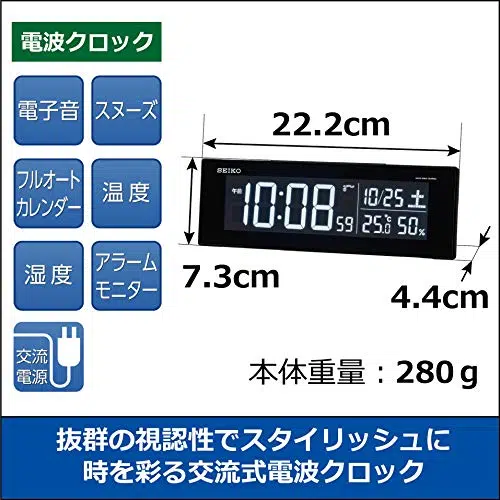 電波クロック
電子音
スヌーズ
フルオート
カレンダー
温度
湿度
アラーム
モニター
交流
電源
22.2cm
SEIKO
午前
10:08 59
10/25 土
25.0℃ 50%
7.3cm
4.4cm
本体重量：280g
抜群の視認性でスタイリッシュに
時を彩る交流式電波クロック